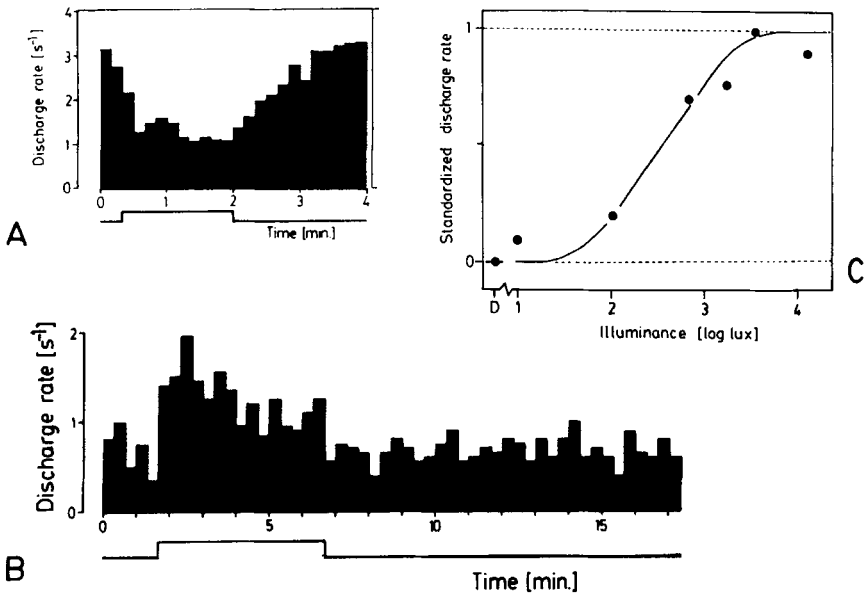 Discharge rate [s⁻¹]
4
3
2
1
0
0 1 2 3 4
Time [min.]
A
Standardized discharge rate
1
0
D 1 2 3 4
Illuminance [log lux]
C
Discharge rate [s⁻¹]
2
1
0
0 5 10 15
Time [min.]
B